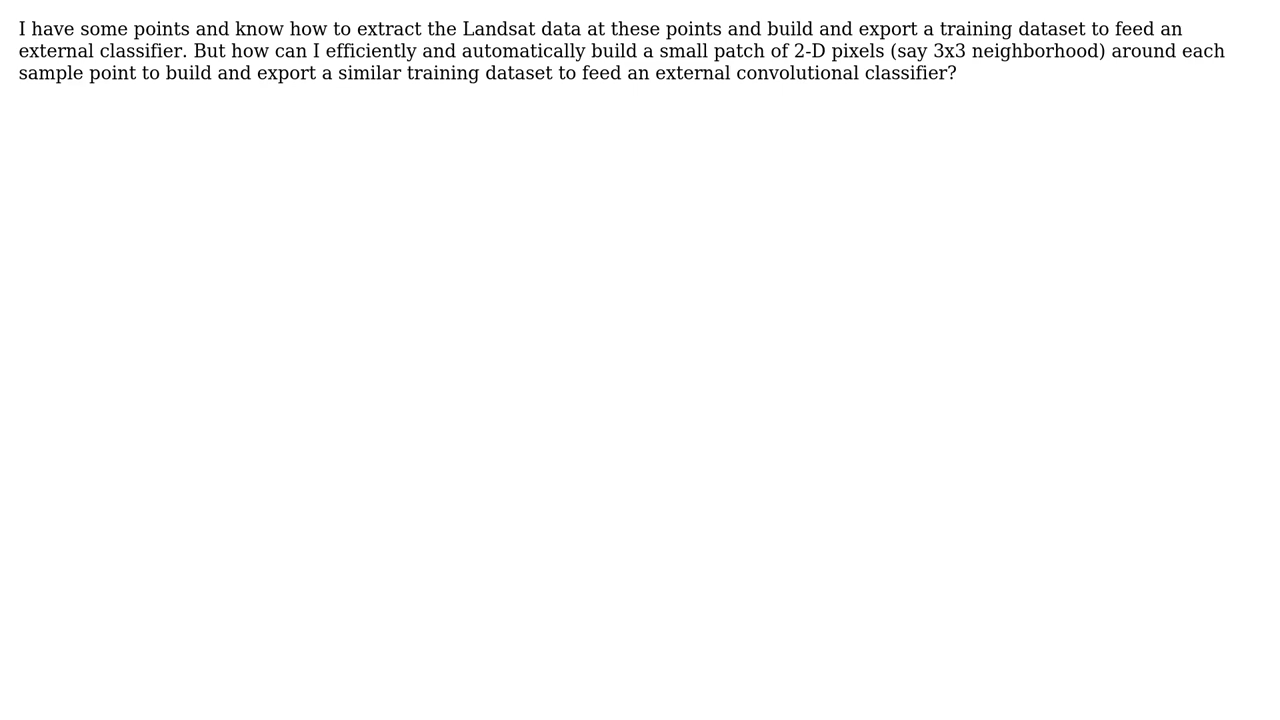 I have some points and know how to extract the Landsat data at these points and build and export a training dataset to feed an
external classifier. But how can I efficiently and automatically build a small patch of 2-D pixels (say 3x3 neighborhood) around each
sample point to build and export a similar training dataset to feed an external convolutional classifier?